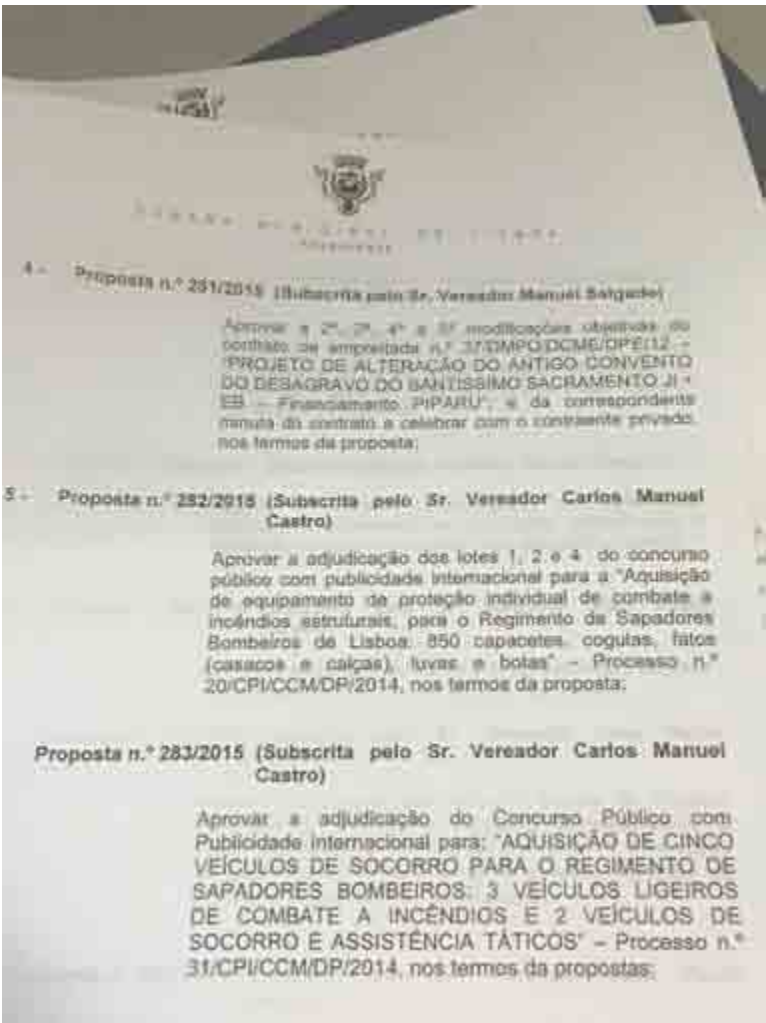 4 - Proposta n.º 281/2015 (Subscrita pelo Sr. Vereador Manuel Salgado)
Aprovar a 2ª, 3ª, 4ª e 5ª modificações objetivas do
contrato de empreitada n.º 37/DMPO/DCME/DPE/12 –
"PROJETO DE ALTERAÇÃO DO ANTIGO CONVENTO
DO DESAGRAVO DO SANTÍSSIMO SACRAMENTO JI +
EB – Financiamento PIPARU", e da correspondente
minuta do contrato a celebrar com o contraente privado,
nos termos da proposta;
5 - Proposta n.º 282/2015 (Subscrita pelo Sr. Vereador Carlos Manuel
Castro)
Aprovar a adjudicação dos lotes 1, 2 e 4 do concurso
público com publicidade internacional para a "Aquisição
de equipamento de proteção individual de combate a
incêndios estruturais, para o Regimento de Sapadores
Bombeiros de Lisboa: 850 capacetes, cogulas, fatos
(casacos e calças), luvas e botas" – Processo n.º
20/CPI/CCM/DP/2014, nos termos da proposta;
Proposta n.º 283/2015 (Subscrita pelo Sr. Vereador Carlos Manuel
Castro)
Aprovar a adjudicação do Concurso Público com
Publicidade internacional para: "AQUISIÇÃO DE CINCO
VEÍCULOS DE SOCORRO PARA O REGIMENTO DE
SAPADORES BOMBEIROS: 3 VEÍCULOS LIGEIROS
DE COMBATE A INCÊNDIOS E 2 VEÍCULOS DE
SOCORRO E ASSISTÊNCIA TÁTICOS" – Processo n.º
31/CPI/CCM/DP/2014, nos termos da propostas;